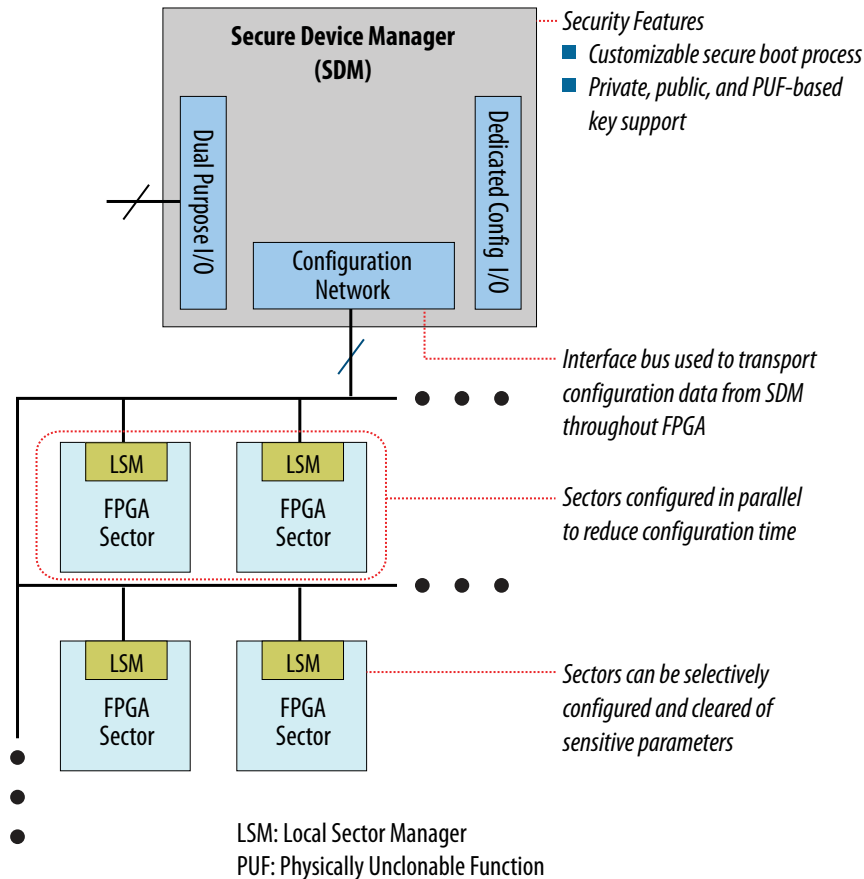 Secure Device Manager
(SDM)
Security Features
Customizable secure boot process
Private, public, and PUF-based
key support
Dual Purpose I/O
Dedicated Config I/O
Configuration
Network
Interface bus used to transport
configuration data from SDM
throughout FPGA
LSM
FPGA
Sector
LSM
FPGA
Sector
Sectors configured in parallel
to reduce configuration time
LSM
FPGA
Sector
LSM
FPGA
Sector
Sectors can be selectively
configured and cleared of
sensitive parameters
LSM: Local Sector Manager
PUF: Physically Unclonable Function